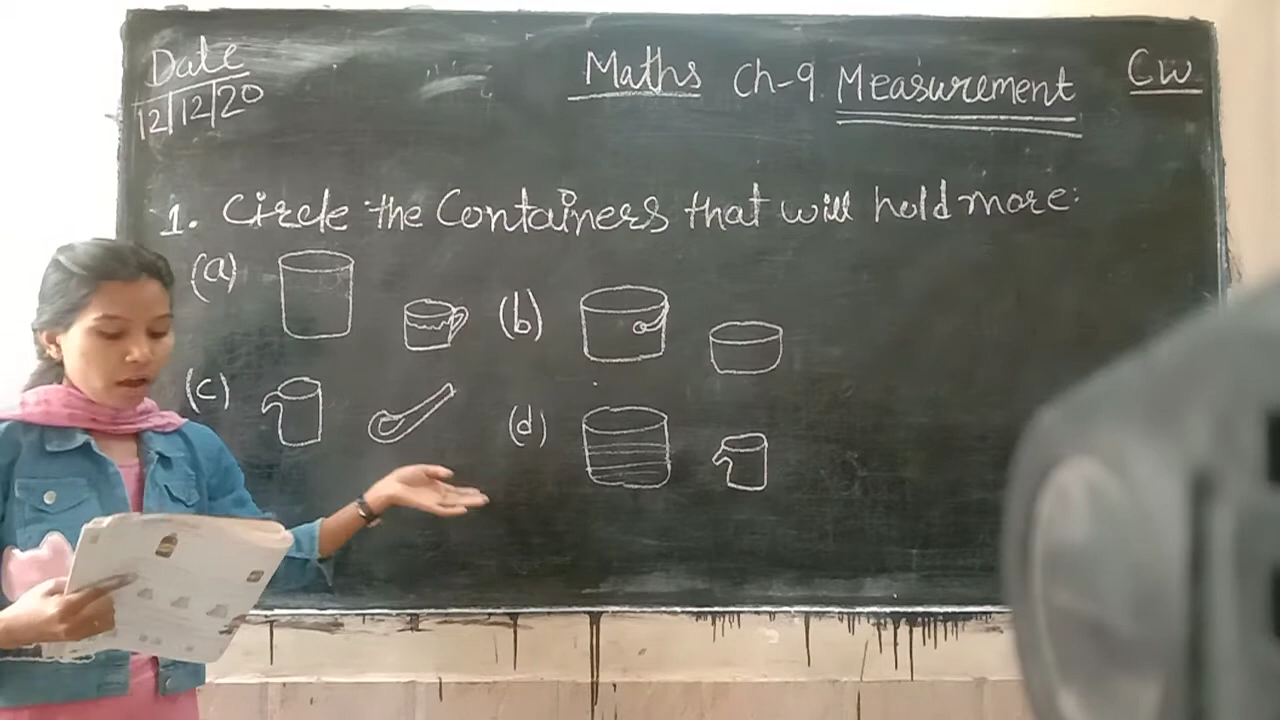 Date
12/12/20
Maths Ch-9 Measurement
CW
1. Circle the Containers that will hold more:
(a)
(b)
(c)
(d)